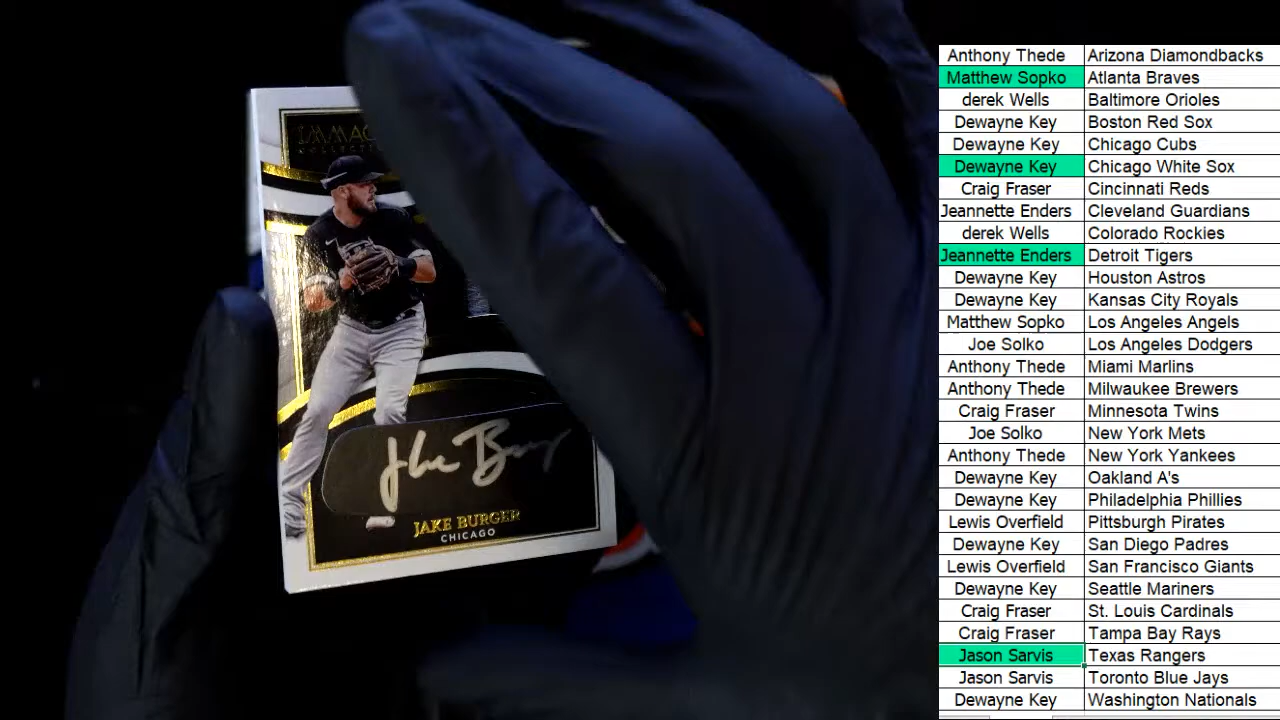 IMMAC
Jake Bur
JAKE BURGER
CHICAGO
Anthony Thede Arizona Diamondbacks
Matthew Sopko Atlanta Braves
derek Wells Baltimore Orioles
Dewayne Key Boston Red Sox
Dewayne Key Chicago Cubs
Dewayne Key Chicago White Sox
Craig Fraser Cincinnati Reds
Jeannette Enders Cleveland Guardians
derek Wells Colorado Rockies
Jeannette Enders Detroit Tigers
Dewayne Key Houston Astros
Dewayne Key Kansas City Royals
Matthew Sopko Los Angeles Angels
Joe Solko Los Angeles Dodgers
Anthony Thede Miami Marlins
Anthony Thede Milwaukee Brewers
Craig Fraser Minnesota Twins
Joe Solko New York Mets
Anthony Thede New York Yankees
Dewayne Key Oakland A's
Dewayne Key Philadelphia Phillies
Lewis Overfield Pittsburgh Pirates
Dewayne Key San Diego Padres
Lewis Overfield San Francisco Giants
Dewayne Key Seattle Mariners
Craig Fraser St. Louis Cardinals
Craig Fraser Tampa Bay Rays
Jason Sarvis Texas Rangers
Jason Sarvis Toronto Blue Jays
Dewayne Key Washington Nationals